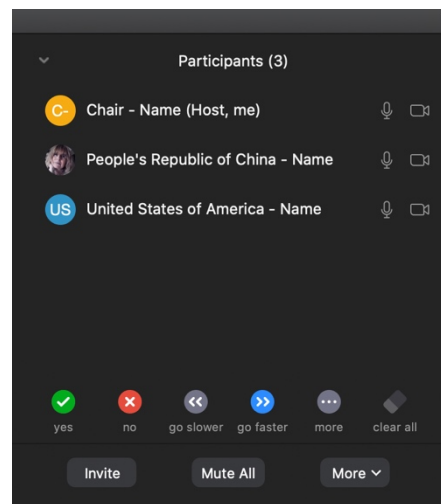 Participants (3)
C- Chair - Name (Host, me)
People's Republic of China - Name
US United States of America - Name
yes no go slower go faster more clear all
Invite Mute All More